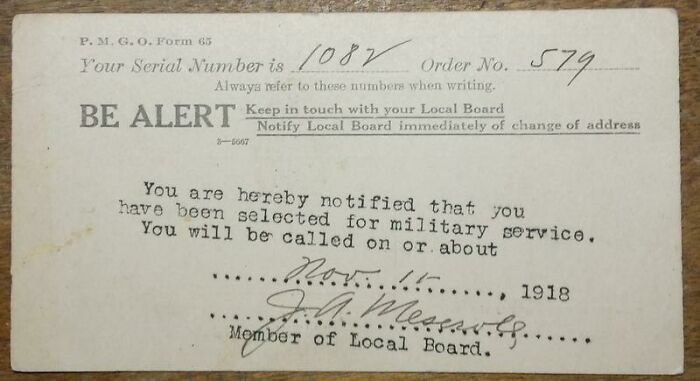 P. M. G. O. Form 65
Your Serial Number is 1082 Order No. 579
Always refer to these numbers when writing.
BE ALERT Keep in touch with your Local Board
Notify Local Board immediately of change of address
3—5667
You are hereby notified that you
have been selected for military service.
You will be called on or about
Nov. 15, 1918
J. A.
Member of Local Board.